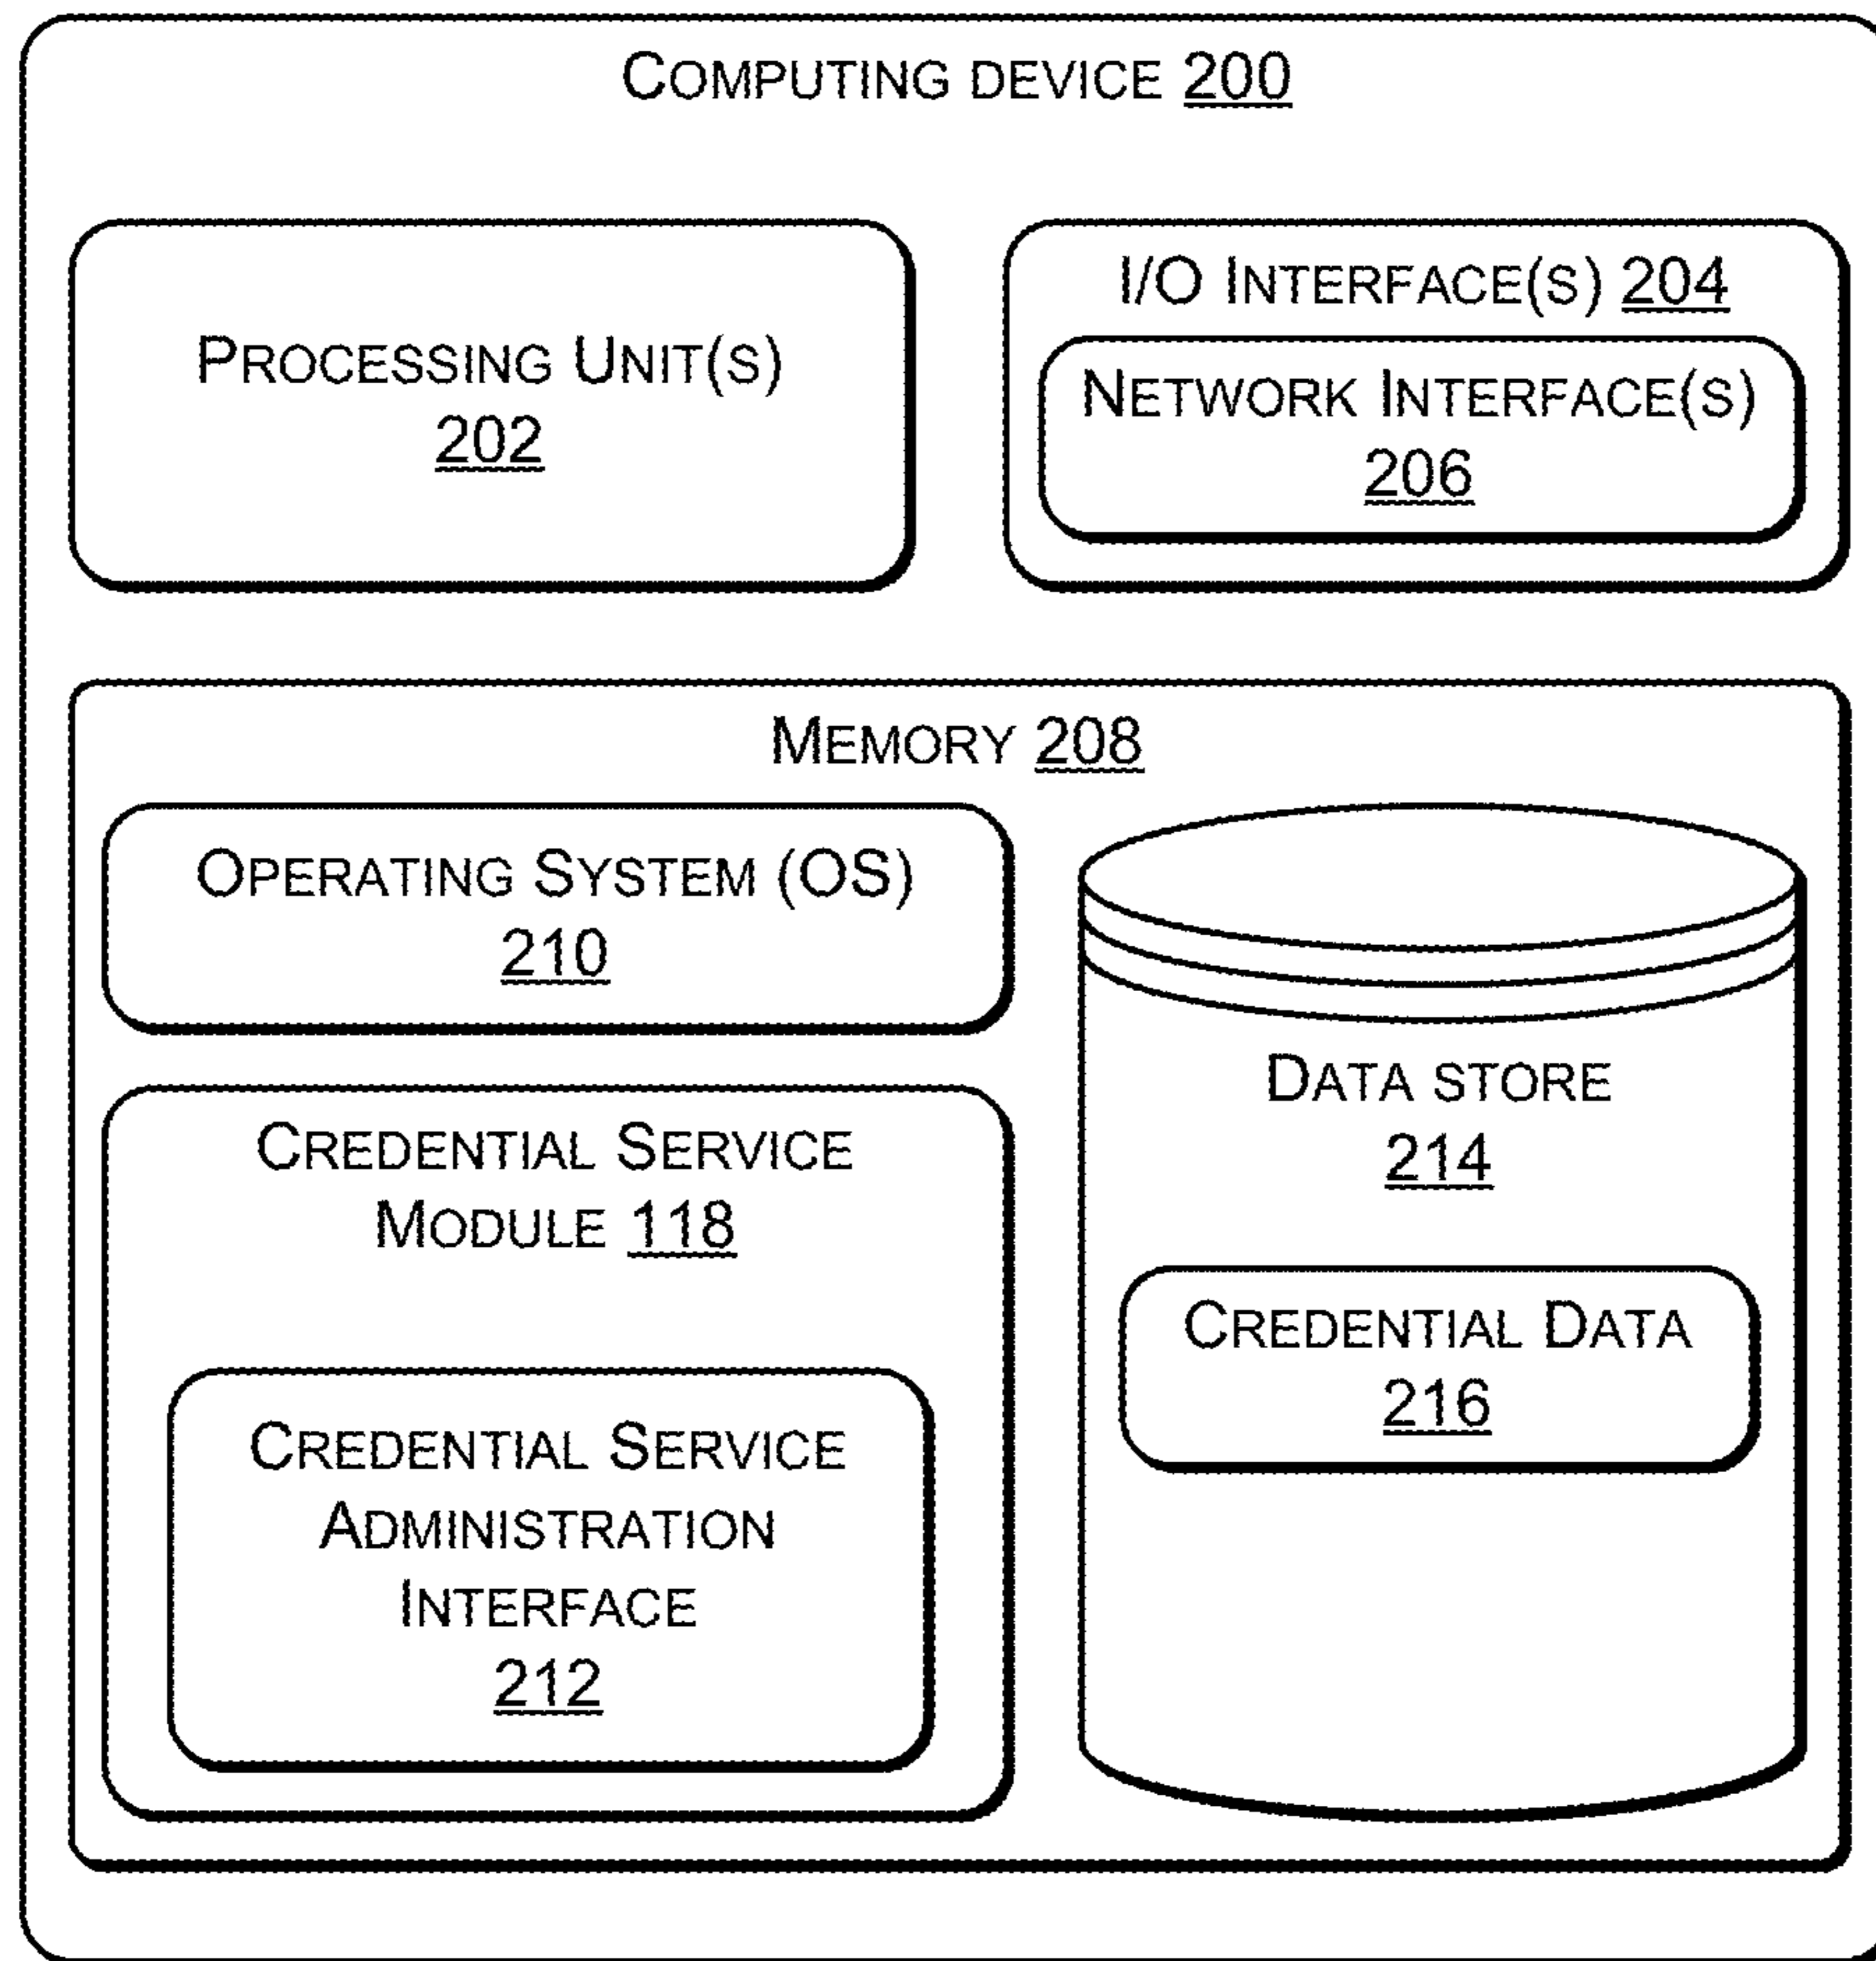 COMPUTING DEVICE 200
PROCESSING UNIT(S)
202
I/O INTERFACE(S) 204
NETWORK INTERFACE(S)
206
MEMORY 208
OPERATING SYSTEM (OS)
210
CREDENTIAL SERVICE
MODULE 118
CREDENTIAL SERVICE
ADMINISTRATION
INTERFACE
212
DATA STORE
214
CREDENTIAL DATA
216